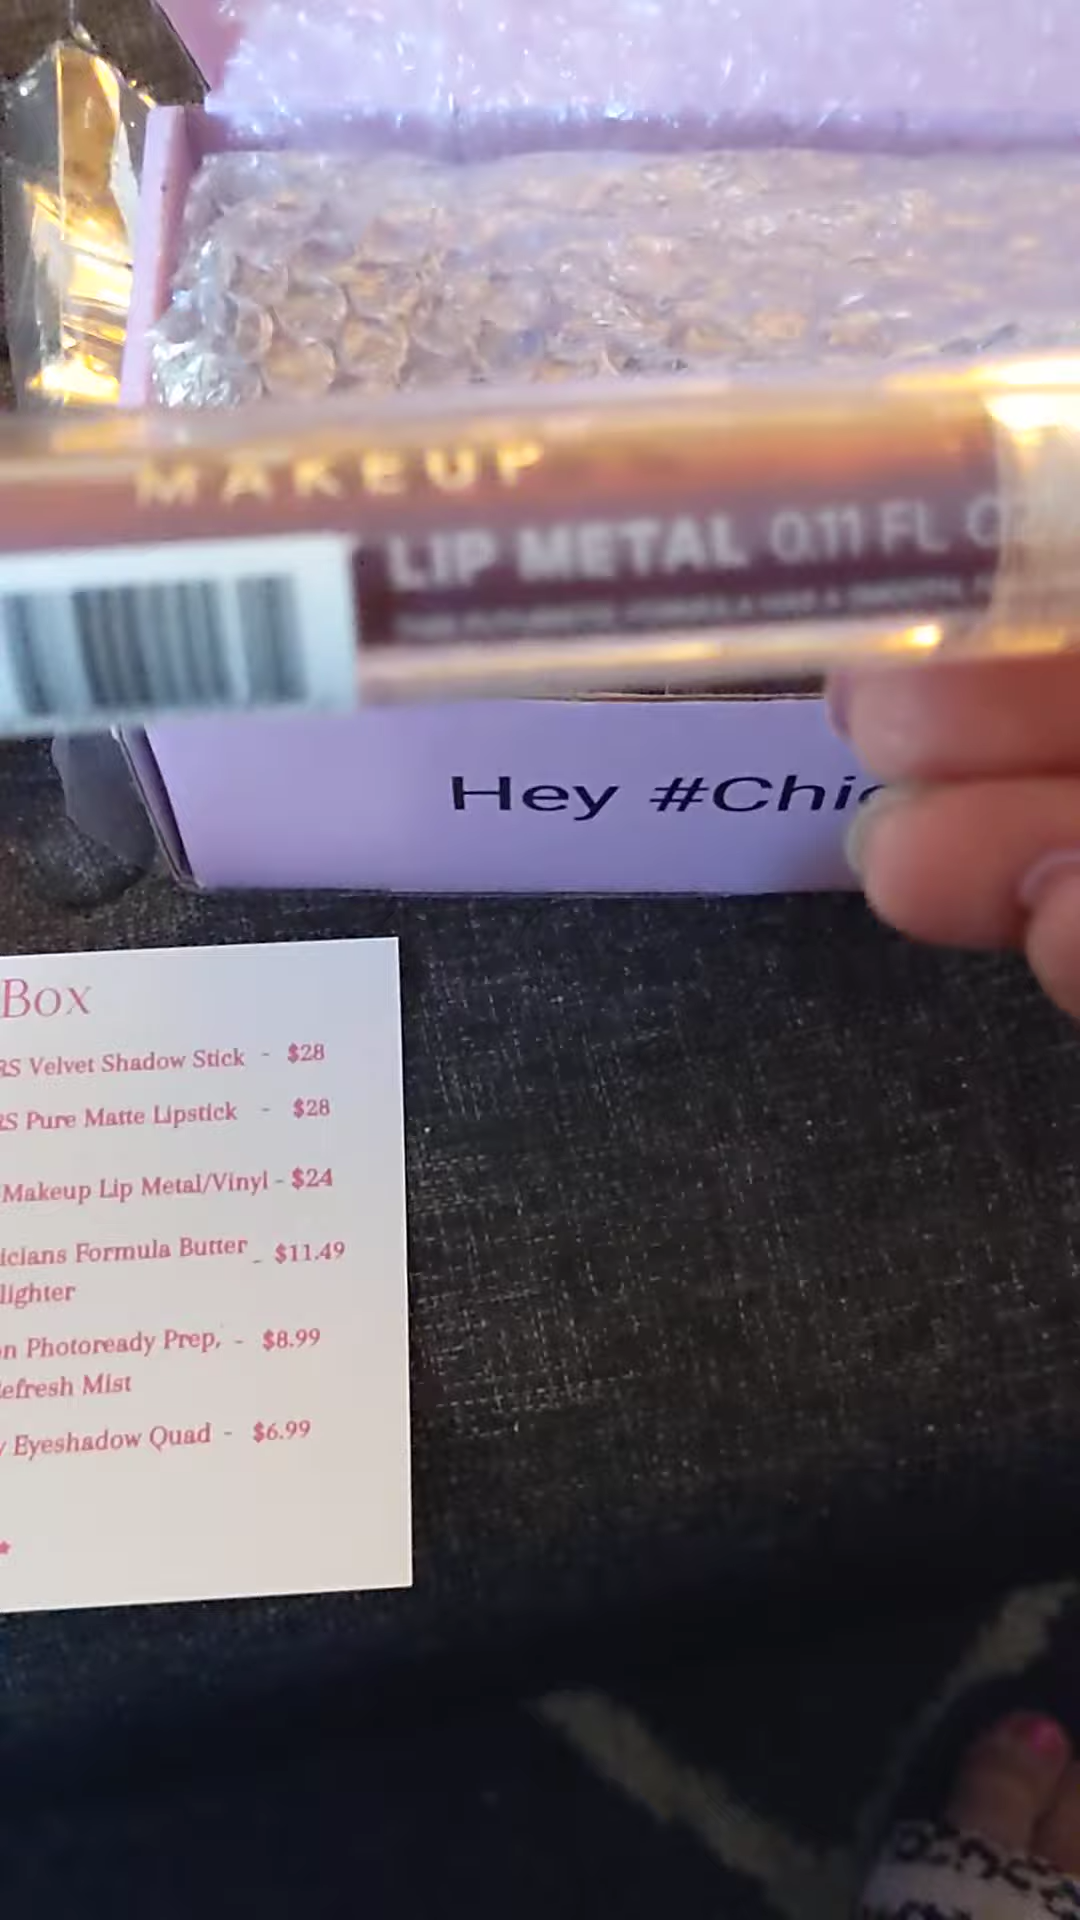 MAKEUP
LIP METAL 0.11 FL
Hey #Chic
Box
RS Velvet Shadow Stick - $28
RS Pure Matte Lipstick - $28
Makeup Lip Metal/Vinyl - $24
icians Formula Butter - $11.49
lighter
n Photoready Prep, - $8.99
efresh Mist
y Eyeshadow Quad - $6.99
*